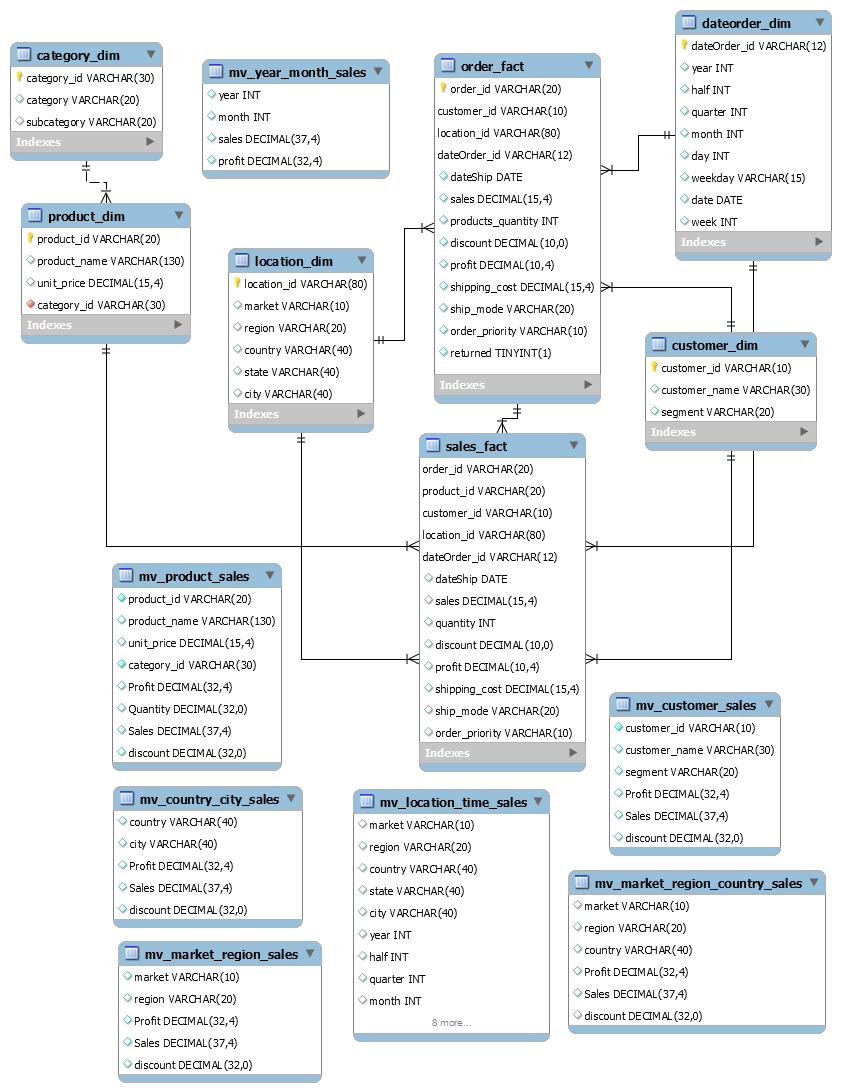 category_dim
category_id VARCHAR(30)
category VARCHAR(20)
subcategory VARCHAR(20)
Indexes
mv_year_month_sales
year INT
month INT
sales DECIMAL(37,4)
profit DECIMAL(32,4)
order_fact
order_id VARCHAR(20)
customer_id VARCHAR(10)
location_id VARCHAR(80)
dateOrder_id VARCHAR(12)
dateShip DATE
sales DECIMAL(15,4)
products_quantity INT
discount DECIMAL(10,0)
profit DECIMAL(10,4)
shipping_cost DECIMAL(15,4)
ship_mode VARCHAR(20)
order_priority VARCHAR(10)
returned TINYINT(1)
Indexes
dateorder_dim
dateOrder_id VARCHAR(12)
year INT
half INT
quarter INT
month INT
day INT
weekday VARCHAR(15)
date DATE
week INT
Indexes
product_dim
product_id VARCHAR(20)
product_name VARCHAR(130)
unit_price DECIMAL(15,4)
category_id VARCHAR(30)
Indexes
location_dim
location_id VARCHAR(80)
market VARCHAR(10)
region VARCHAR(20)
country VARCHAR(40)
state VARCHAR(40)
city VARCHAR(40)
Indexes
customer_dim
customer_id VARCHAR(10)
customer_name VARCHAR(30)
segment VARCHAR(20)
Indexes
sales_fact
order_id VARCHAR(20)
product_id VARCHAR(20)
customer_id VARCHAR(10)
location_id VARCHAR(80)
dateOrder_id VARCHAR(12)
dateShip DATE
sales DECIMAL(15,4)
quantity INT
discount DECIMAL(10,0)
profit DECIMAL(10,4)
shipping_cost DECIMAL(15,4)
ship_mode VARCHAR(20)
order_priority VARCHAR(10)
Indexes
mv_product_sales
product_id VARCHAR(20)
product_name VARCHAR(130)
unit_price DECIMAL(15,4)
category_id VARCHAR(30)
Profit DECIMAL(32,4)
Quantity DECIMAL(32,0)
Sales DECIMAL(37,4)
discount DECIMAL(32,0)
mv_customer_sales
customer_id VARCHAR(10)
customer_name VARCHAR(30)
segment VARCHAR(20)
Profit DECIMAL(32,4)
Sales DECIMAL(37,4)
discount DECIMAL(32,0)
mv_country_city_sales
country VARCHAR(40)
city VARCHAR(40)
Profit DECIMAL(32,4)
Sales DECIMAL(37,4)
discount DECIMAL(32,0)
mv_location_time_sales
market VARCHAR(10)
region VARCHAR(20)
country VARCHAR(40)
state VARCHAR(40)
city VARCHAR(40)
year INT
half INT
quarter INT
month INT
8 more...
mv_market_region_country_sales
market VARCHAR(10)
region VARCHAR(20)
country VARCHAR(40)
Profit DECIMAL(32,4)
Sales DECIMAL(37,4)
discount DECIMAL(32,0)
mv_market_region_sales
market VARCHAR(10)
region VARCHAR(20)
Profit DECIMAL(32,4)
Sales DECIMAL(37,4)
discount DECIMAL(32,0)